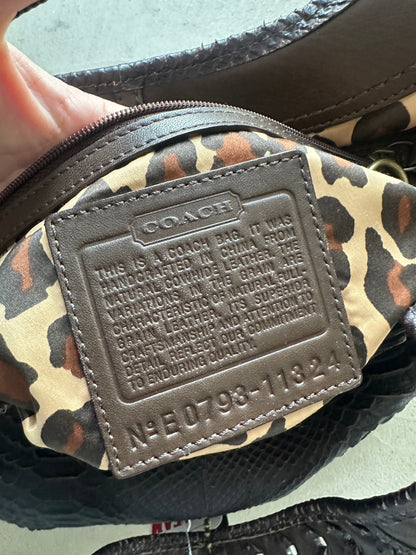 COACH
THIS IS A COACH BAG. IT WAS
HANDCRAFTED IN CHINA FROM
NATURAL COWHIDE LEATHER. THE
VARIATIONS IN THE GRAIN ARE
CHARACTERISTIC OF NATURAL FULL-
GRAIN LEATHER. ITS SUPERIOR
CRAFTSMANSHIP AND ATTENTION TO
DETAIL REFLECT OUR COMMITMENT
TO ENDURING QUALITY.
Nº E0793-11324